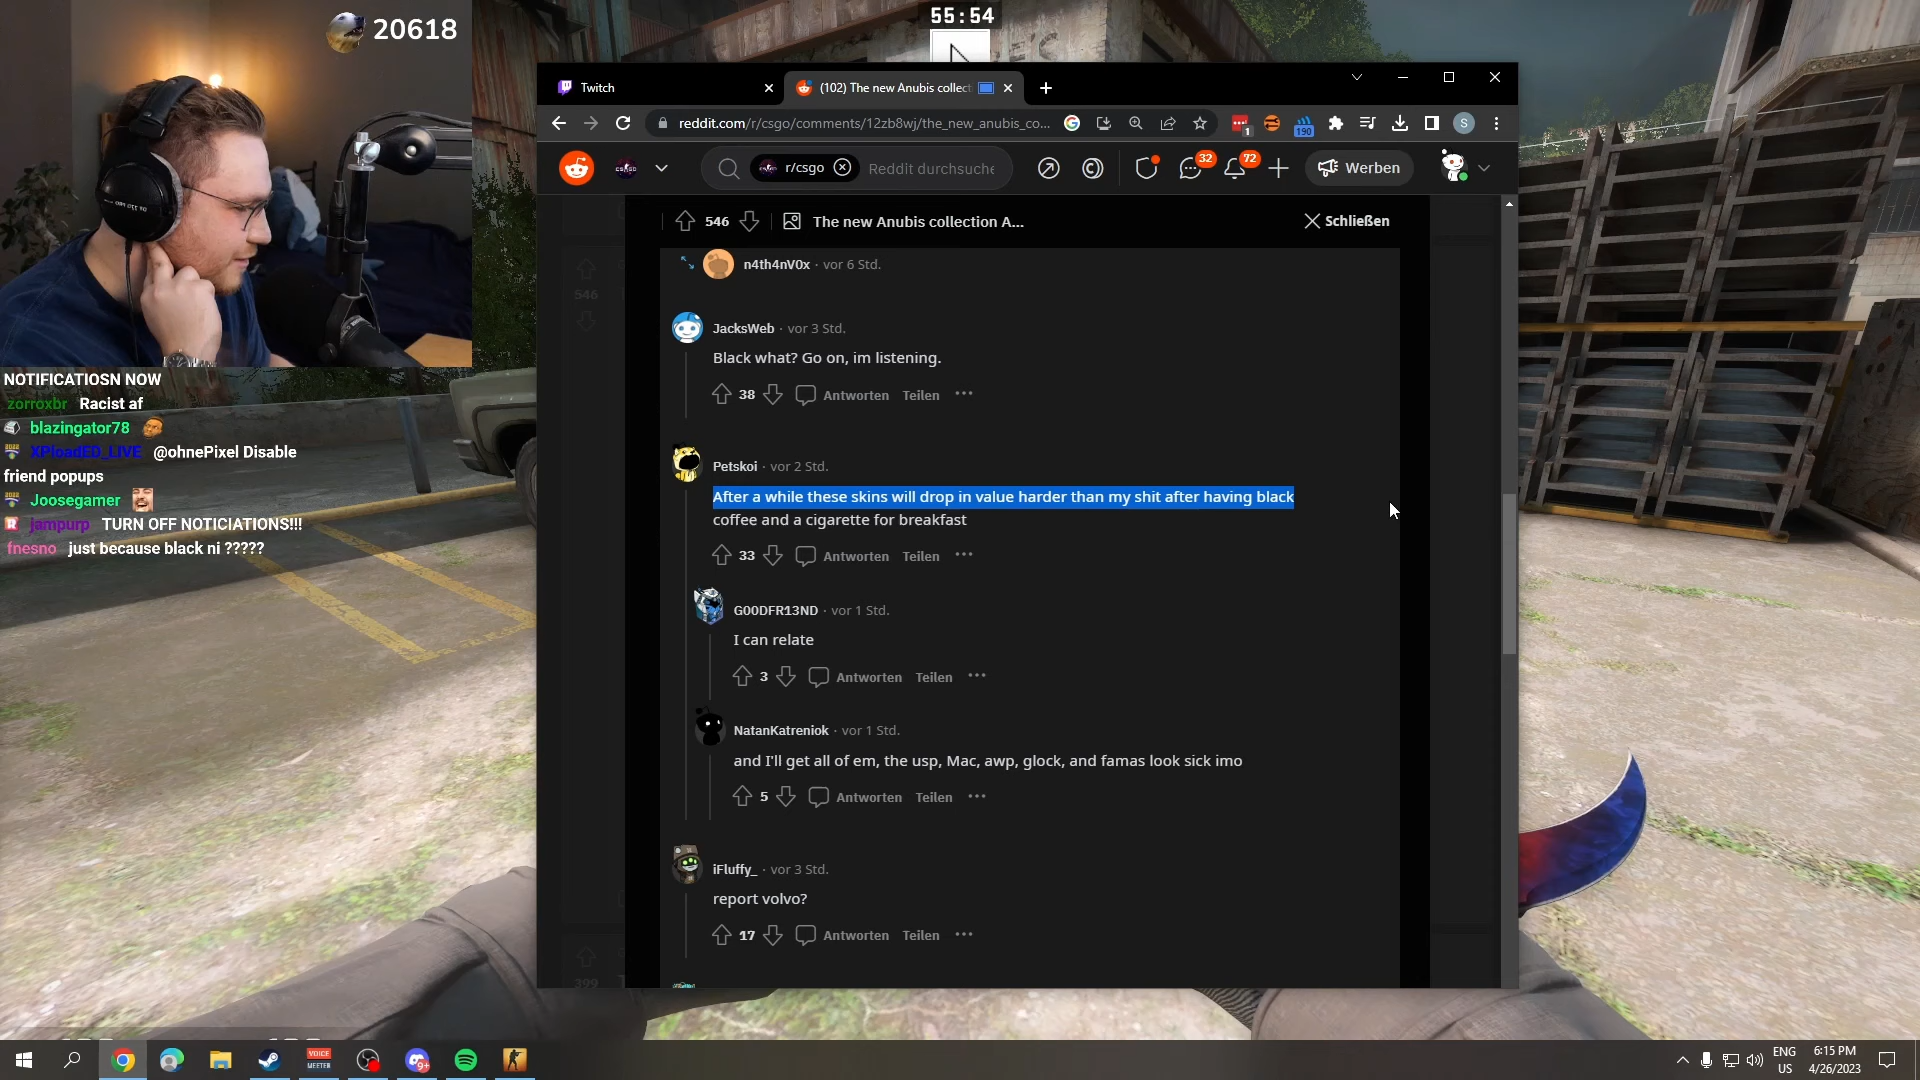 20618
55:54
Twitch
(102) The new Anubis collect
reddit.com/r/csgo/comments/12zb8wj/the_new_anubis_co...
1
190
S
r/csgo
Reddit durchsuche
32
72
Werben
546
The new Anubis collection A...
Schließen
n4th4nV0x · vor 6 Std.
546
JacksWeb · vor 3 Std.
Black what? Go on, im listening.
38 Antworten Teilen ...
Petskoi · vor 2 Std.
After a while these skins will drop in value harder than my shit after having black
coffee and a cigarette for breakfast
33 Antworten Teilen ...
G00DFR13ND · vor 1 Std.
I can relate
3 Antworten Teilen ...
NatanKatreniok · vor 1 Std.
and I'll get all of em, the usp, Mac, awp, glock, and famas look sick imo
5 Antworten Teilen ...
iFluffy_ · vor 3 Std.
report volvo?
17 Antworten Teilen ...
399
NOTIFICATIOSN NOW
zorroxbr Racist af
blazingator78
XPloadED_LIVE @ohnePixel Disable
friend popups
Joosegamer
jampurp TURN OFF NOTICIATIONS!!!
fnesno just because black ni ?????
VOICE
MEETER
9+
ENG
US
6:15 PM
4/26/2023